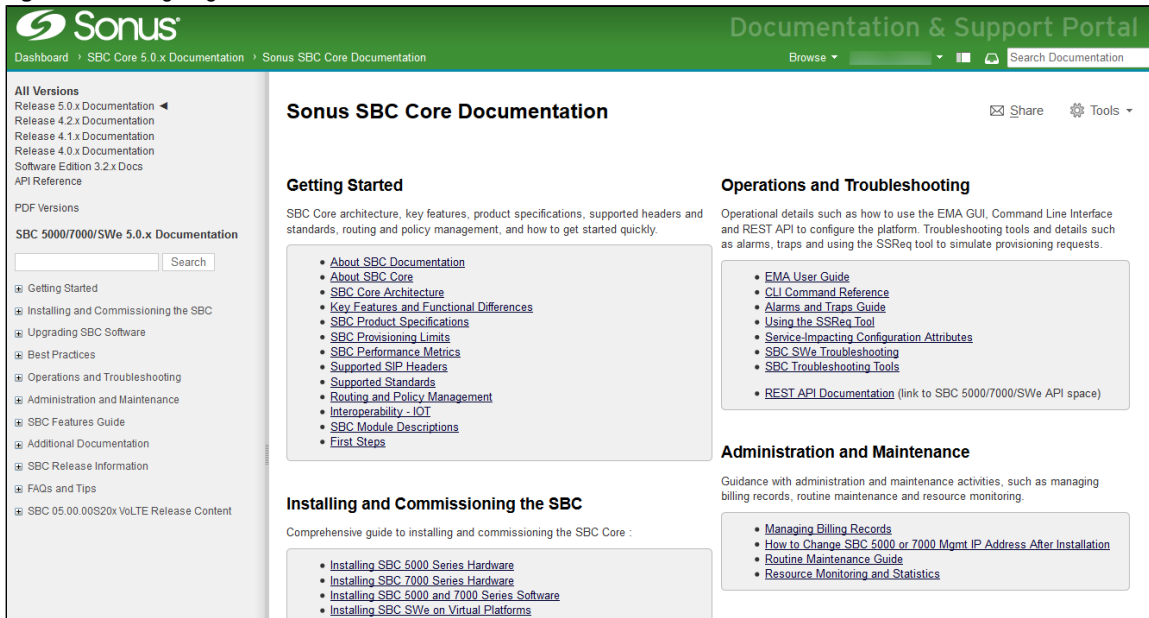 Sonus
Documentation & Support Portal
Dashboard › SBC Core 5.0.x Documentation › Sonus SBC Core Documentation
Browse
Search Documentation
All Versions
Release 5.0.x Documentation
Release 4.2.x Documentation
Release 4.1.x Documentation
Release 4.0.x Documentation
Software Edition 3.2.x Docs
API Reference
PDF Versions
SBC 5000/7000/SWe 5.0.x Documentation
Search
Getting Started
Installing and Commissioning the SBC
Upgrading SBC Software
Best Practices
Operations and Troubleshooting
Administration and Maintenance
SBC Features Guide
Additional Documentation
SBC Release Information
FAQs and Tips
SBC 05.00.00S20x VoLTE Release Content
Sonus SBC Core Documentation
Share
Tools
Getting Started
SBC Core architecture, key features, product specifications, supported headers and
standards, routing and policy management, and how to get started quickly.
• About SBC Documentation
• About SBC Core
• SBC Core Architecture
• Key Features and Functional Differences
• SBC Product Specifications
• SBC Provisioning Limits
• SBC Performance Metrics
• Supported SIP Headers
• Supported Standards
• Routing and Policy Management
• Interoperability - IOT
• SBC Module Descriptions
• First Steps
Installing and Commissioning the SBC
Comprehensive guide to installing and commissioning the SBC Core :
• Installing SBC 5000 Series Hardware
• Installing SBC 7000 Series Hardware
• Installing SBC 5000 and 7000 Series Software
• Installing SBC SWe on Virtual Platforms
Operations and Troubleshooting
Operational details such as how to use the EMA GUI, Command Line Interface
and REST API to configure the platform. Troubleshooting tools and details such
as alarms, traps and using the SSReq tool to simulate provisioning requests.
• EMA User Guide
• CLI Command Reference
• Alarms and Traps Guide
• Using the SSReq Tool
• Service-Impacting Configuration Attributes
• SBC SWe Troubleshooting
• SBC Troubleshooting Tools
• REST API Documentation (link to SBC 5000/7000/SWe API space)
Administration and Maintenance
Guidance with administration and maintenance activities, such as managing
billing records, routine maintenance and resource monitoring.
• Managing Billing Records
• How to Change SBC 5000 or 7000 Mgmt IP Address After Installation
• Routine Maintenance Guide
• Resource Monitoring and Statistics